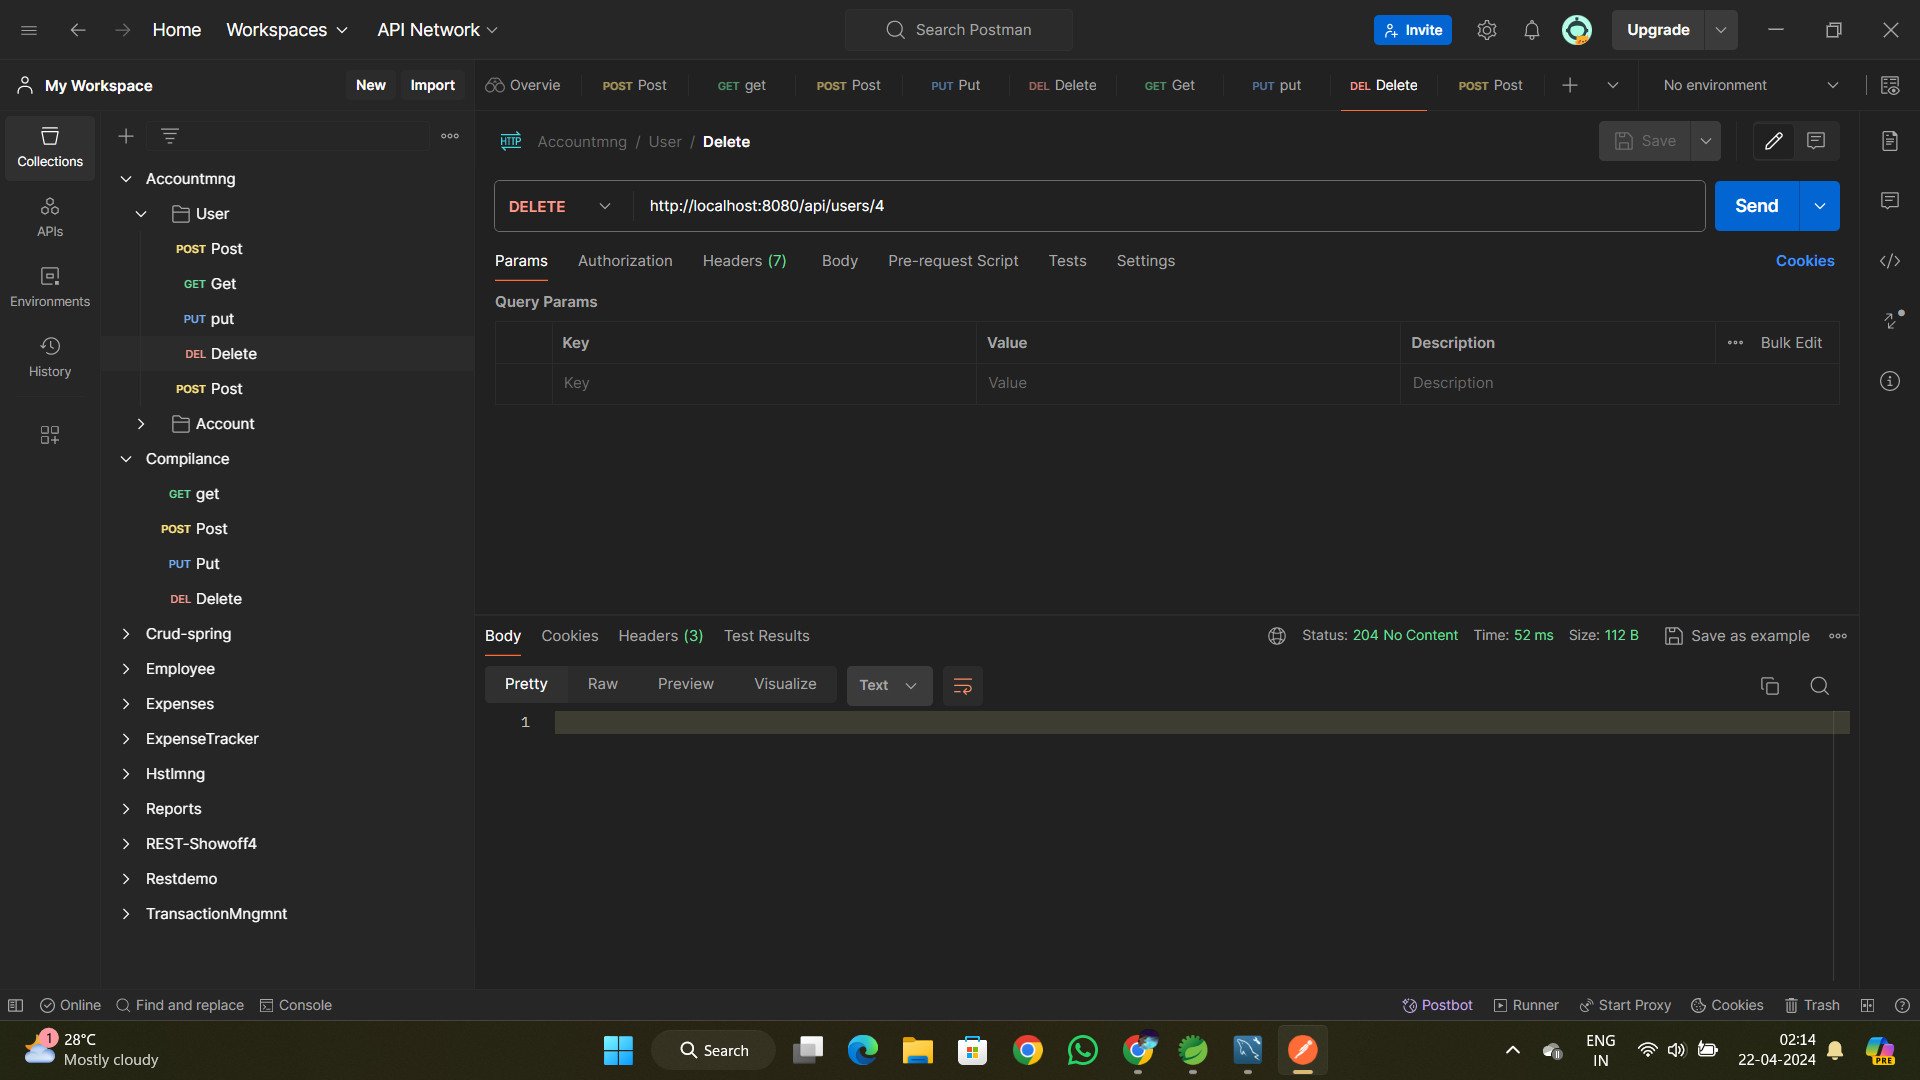 Home Workspaces API Network Search Postman Invite Upgrade
My Workspace New Import
Overvie POST Post GET get POST Post PUT Put DEL Delete GET Get PUT put DEL Delete POST Post No environment
Collections
APIs
Environments
History
Accountmng
User
POST Post
GET Get
PUT put
DEL Delete
POST Post
Account
Compilance
GET get
POST Post
PUT Put
DEL Delete
Crud-spring
Employee
Expenses
ExpenseTracker
Hstlmng
Reports
REST-Showoff4
Restdemo
TransactionMngmnt
HTTP Accountmng / User / Delete Save
DELETE http://localhost:8080/api/users/4 Send
Params Authorization Headers (7) Body Pre-request Script Tests Settings Cookies
Query Params
Key Value Description Bulk Edit
Key Value Description
Body Cookies Headers (3) Test Results Status: 204 No Content Time: 52 ms Size: 112 B Save as example
Pretty Raw Preview Visualize Text
1
Online Find and replace Console Postbot Runner Start Proxy Cookies Trash
1 28°C
Mostly cloudy
Search
PRE
ENG
IN
02:14
22-04-2024